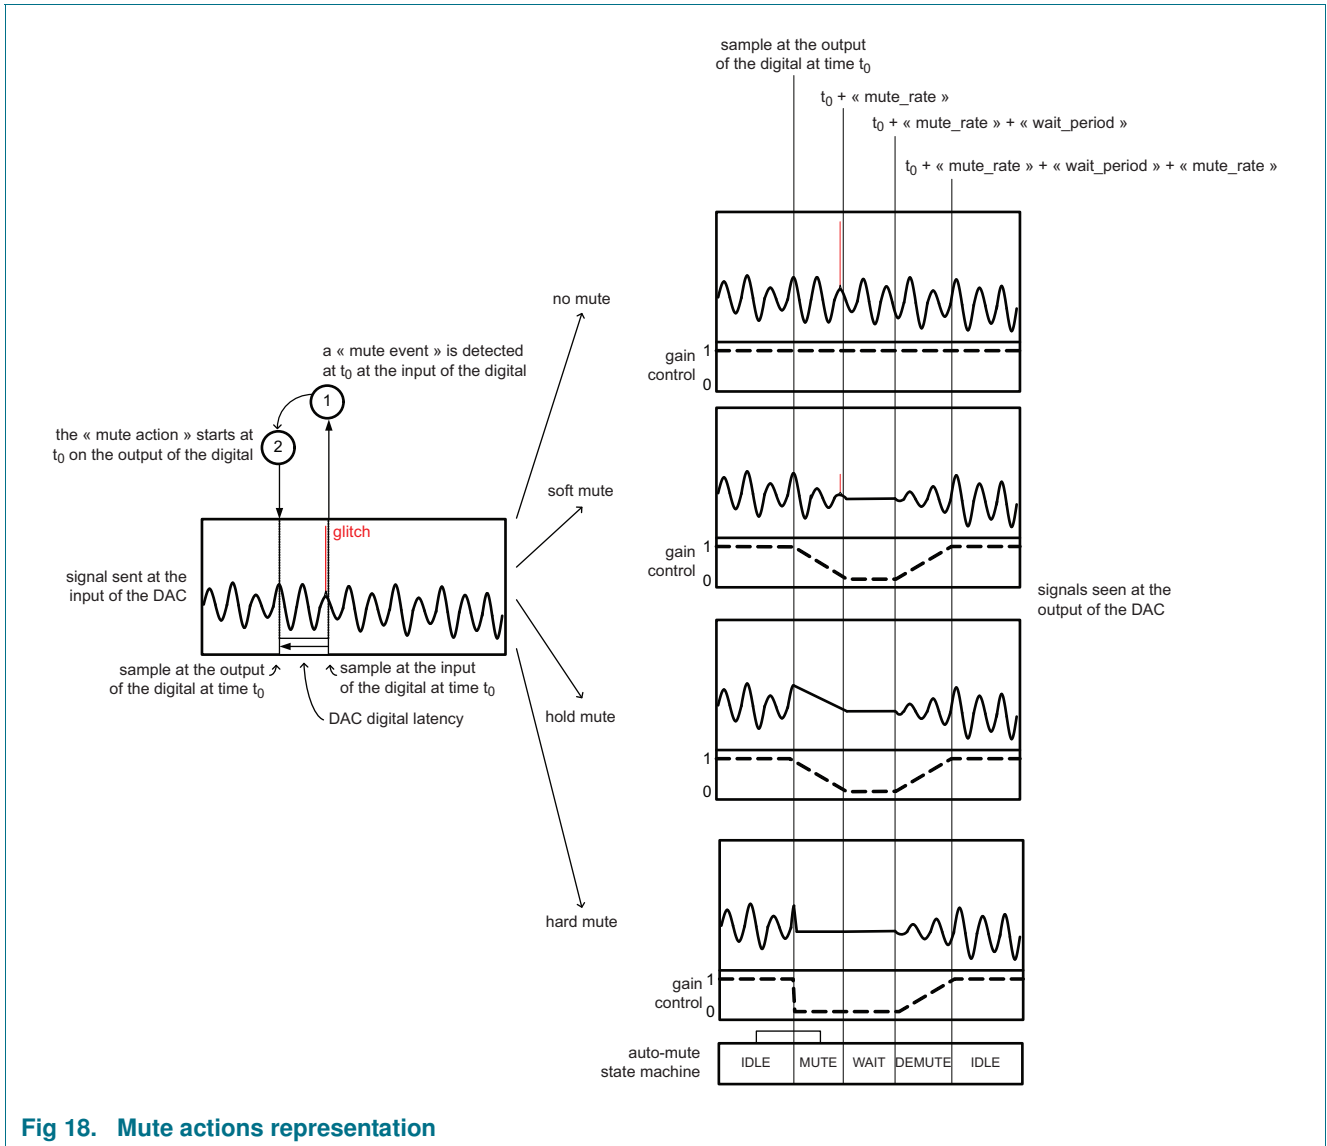 sample at the output
of the digital at time t0
t0 + « mute_rate »
t0 + « mute_rate » + « wait_period »
t0 + « mute_rate » + « wait_period » + « mute_rate »
no mute
gain
control
1
0
a « mute event » is detected
at t0 at the input of the digital
1
the « mute action » starts at
t0 on the output of the digital
2
soft mute
glitch
signal sent at the
input of the DAC
gain
control
1
0
signals seen at the
output of the DAC
sample at the output
of the digital at time t0
sample at the input
of the digital at time t0
DAC digital latency
hold mute
1
0
hard mute
gain
control
1
0
auto-mute
state machine
IDLE
MUTE
WAIT
DEMUTE
IDLE
Fig 18. Mute actions representation